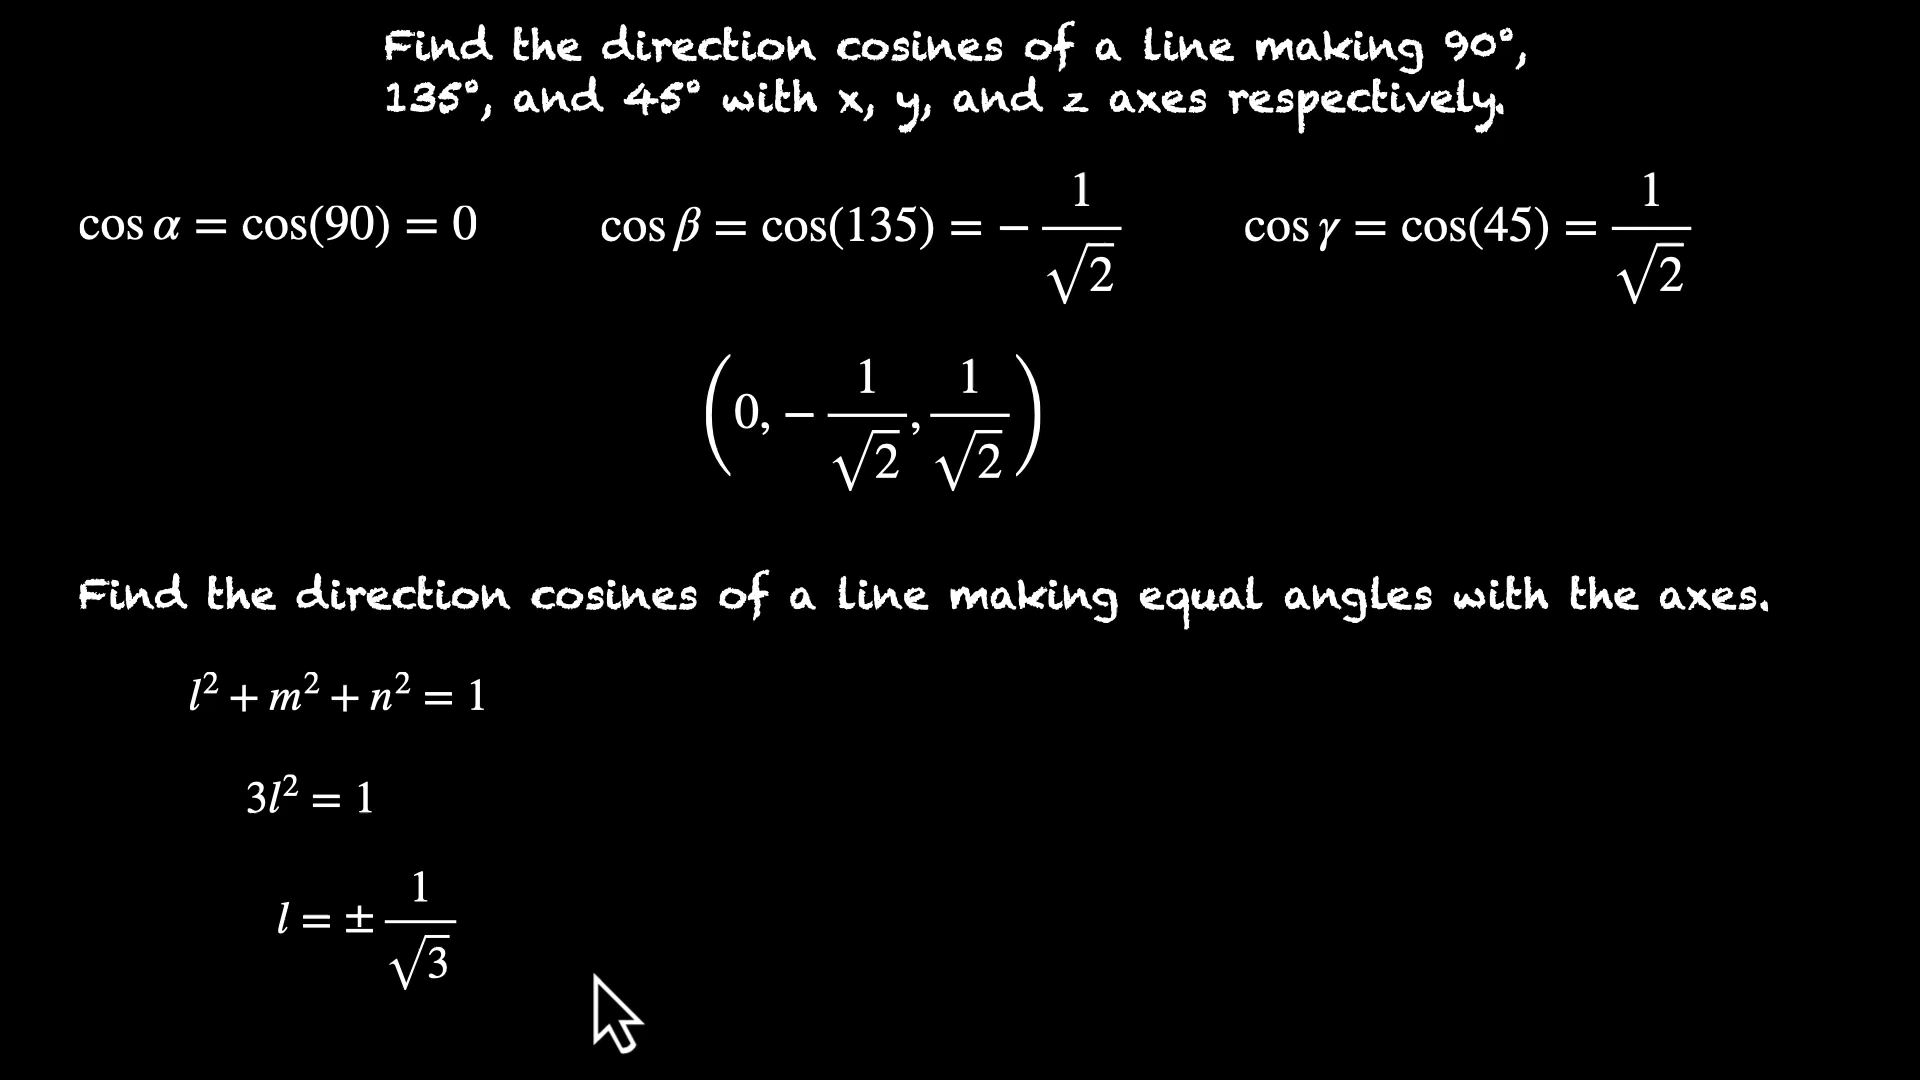 Find the direction cosines of a line making 90°,
135°, and 45° with x, y, and z axes respectively.
cos α = cos(90) = 0    cos β = cos(135) = −1/√2    cos γ = cos(45) = 1/√2
(0, −1/√2, 1/√2)
Find the direction cosines of a line making equal angles with the axes.
l² + m² + n² = 1
3l² = 1
l = ±1/√3